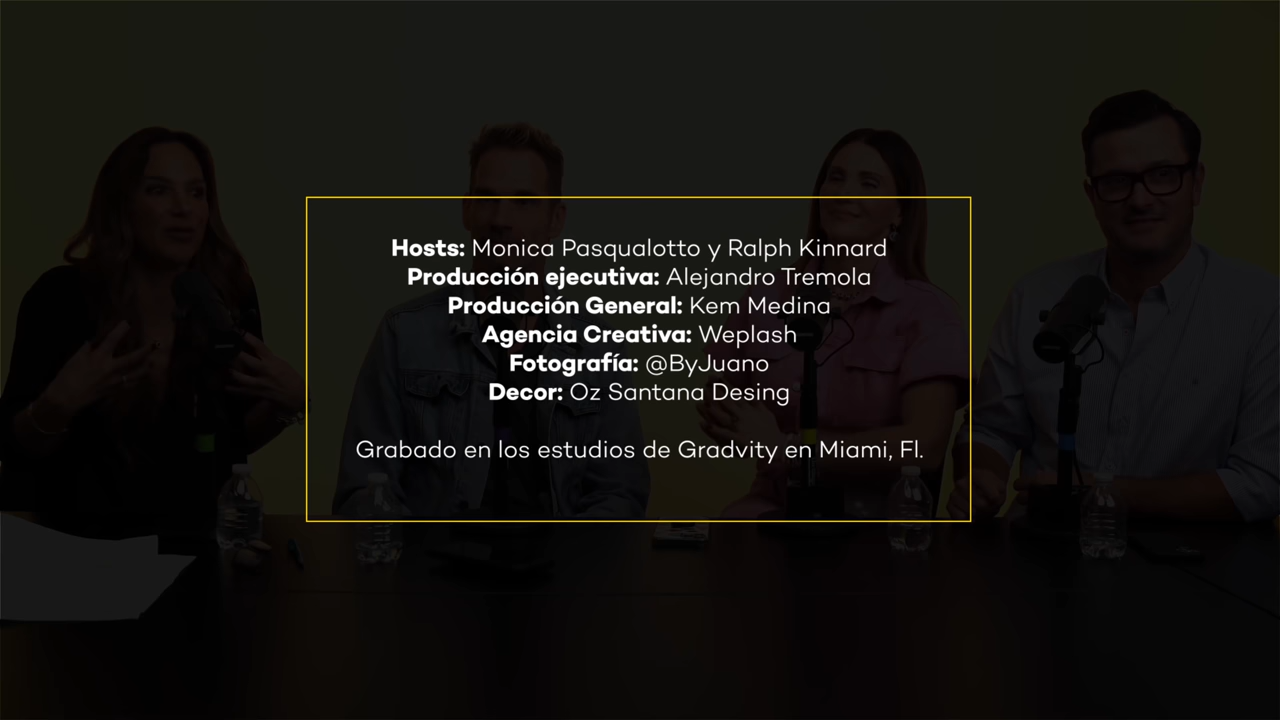 Hosts: Monica Pasqualotto y Ralph Kinnard
Producción ejecutiva: Alejandro Tremola
Producción General: Kem Medina
Agencia Creativa: Weplash
Fotografía: @ByJuano
Decor: Oz Santana Desing
Grabado en los estudios de Gradvity en Miami, Fl.